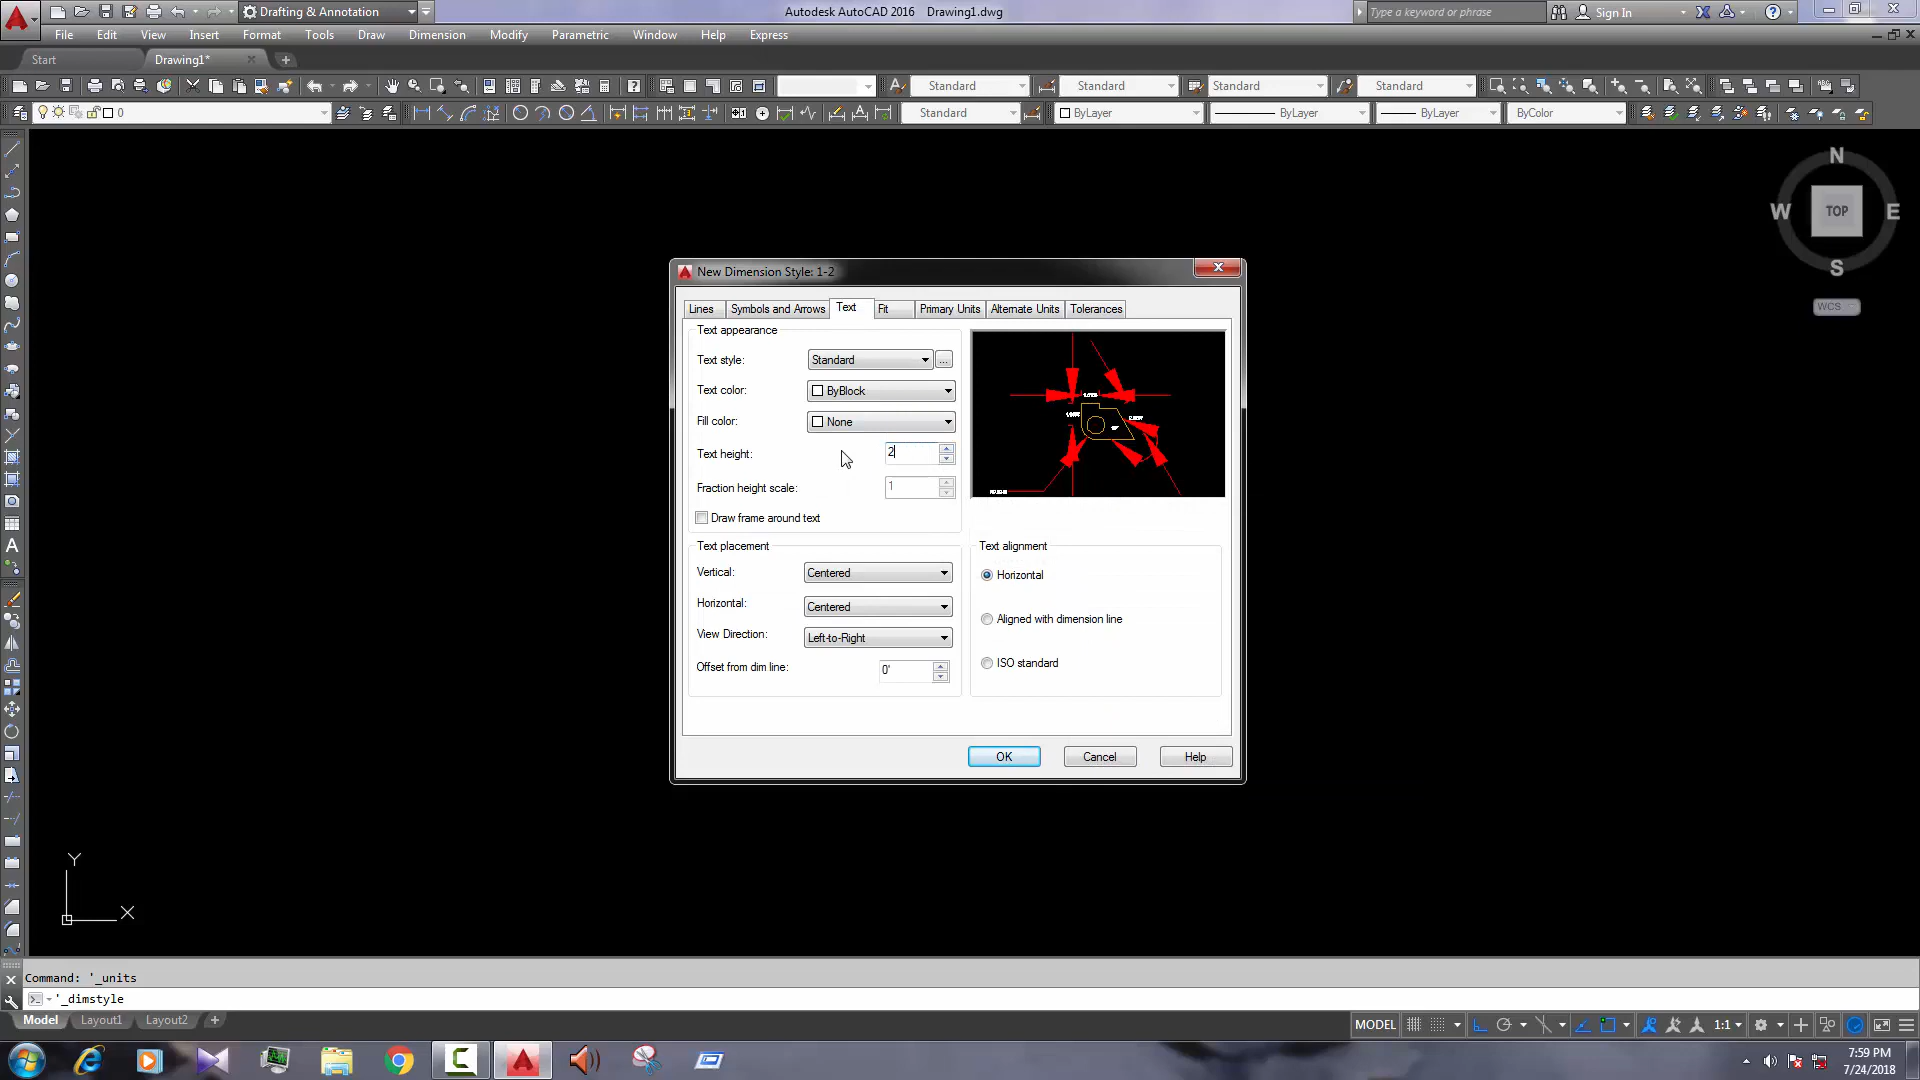 Drafting & Annotation
Autodesk AutoCAD 2016 Drawing1.dwg
Type a keyword or phrase
Sign In
File Edit View Insert Format Tools Draw Dimension Modify Parametric Window Help Express
Start
Drawing1*
Standard Standard Standard Standard
0
Standard
ByLayer
ByLayer
ByLayer
ByColor
N
W TOP E
S
WCS
New Dimension Style: 1-2
Lines Symbols and Arrows Text Fit Primary Units Alternate Units Tolerances
Text appearance
Text style: Standard ...
Text color: ByBlock
Fill color: None
Text height: 2
Fraction height scale: 1
Draw frame around text
Text placement
Vertical: Centered
Horizontal: Centered
View Direction: Left-to-Right
Offset from dim line: 0"
Text alignment
Horizontal
Aligned with dimension line
ISO standard
OK Cancel Help
A
Y
X
Command: '_units
'_dimstyle
Model Layout1 Layout2
MODEL
1:1
7:59 PM
7/24/2018